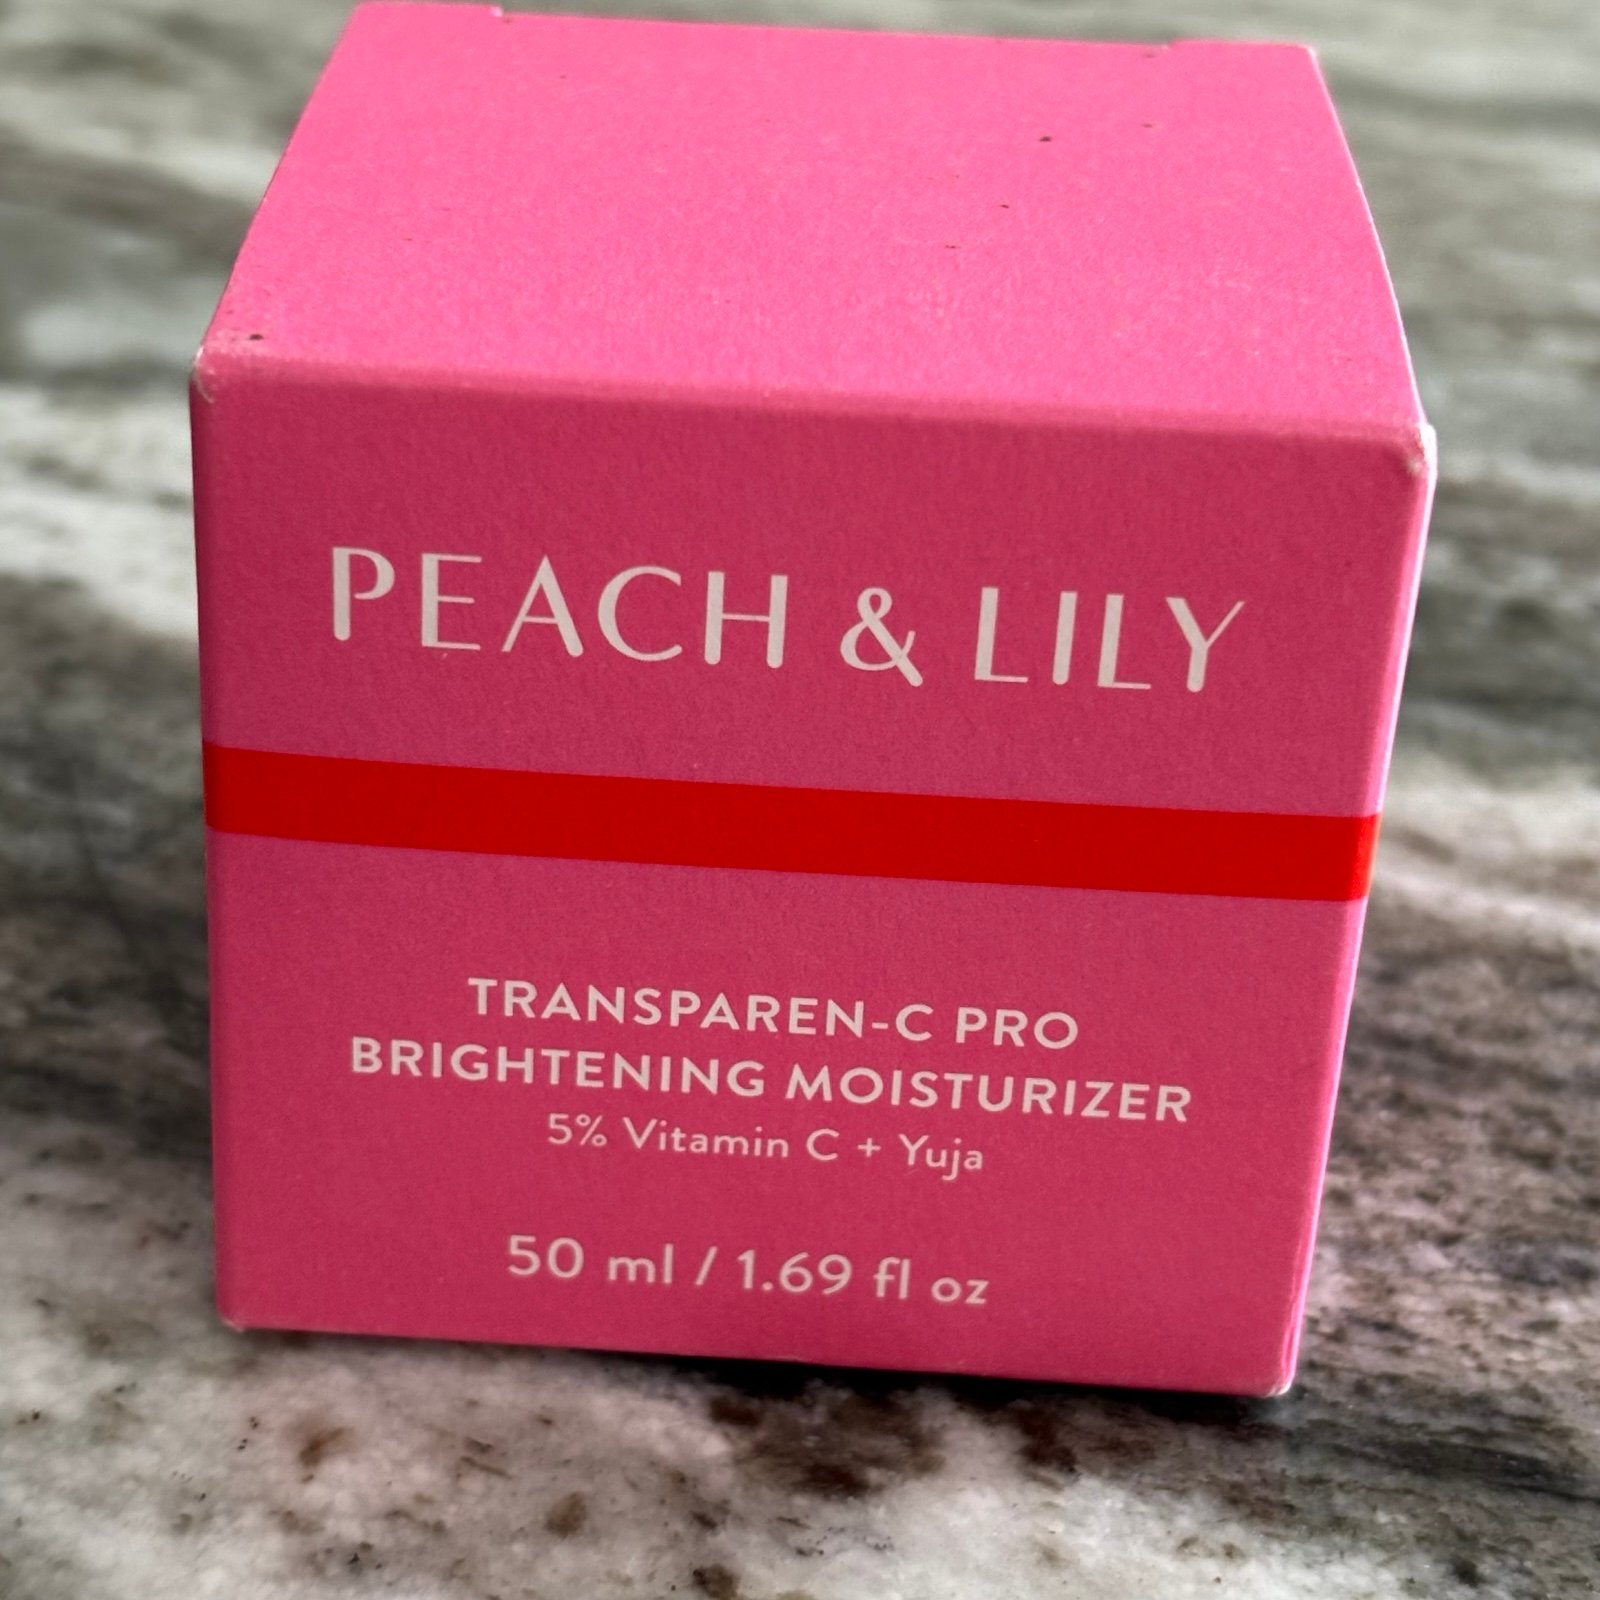 PEACH & LILY
TRANSPAREN-C PRO
BRIGHTENING MOISTURIZER
5% Vitamin C + Yuja
50 ml / 1.69 fl oz